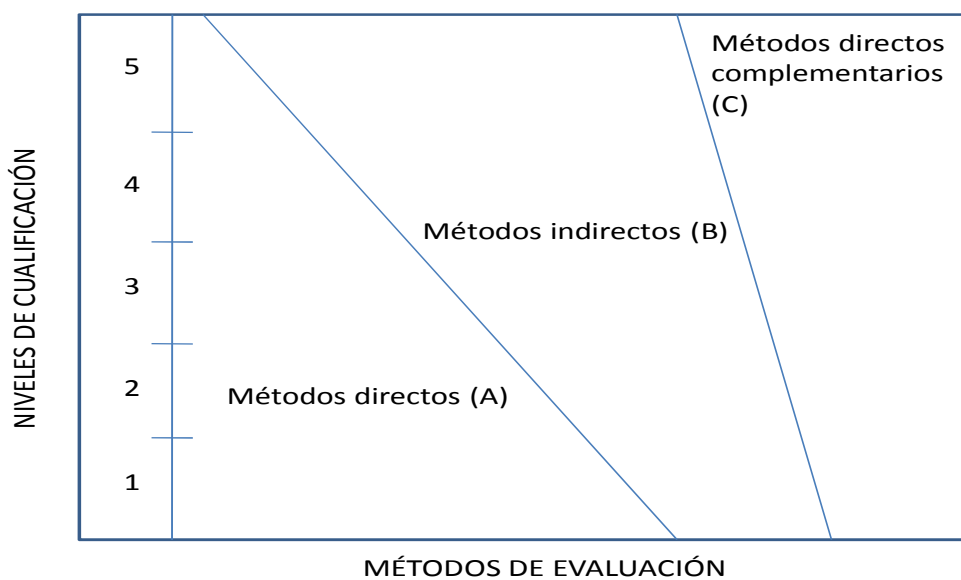 NIVELES DE CUALIFICACIÓN
5
4
3
2
1
Métodos directos
complementarios
(C)
Métodos indirectos (B)
Métodos directos (A)
MÉTODOS DE EVALUACIÓN